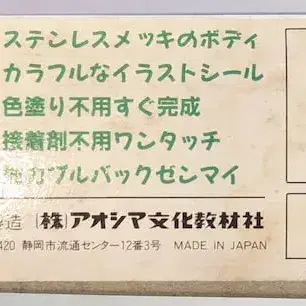 ステンレスメッキのボディ
カラフルなイラストシール
色塗り不用すぐ完成
接着剤不用ワンタッチ
力プルバックゼンマイ
造 (株)アオシマ文化教材社
420 静岡市流通センター12番3号 MADE IN JAPAN